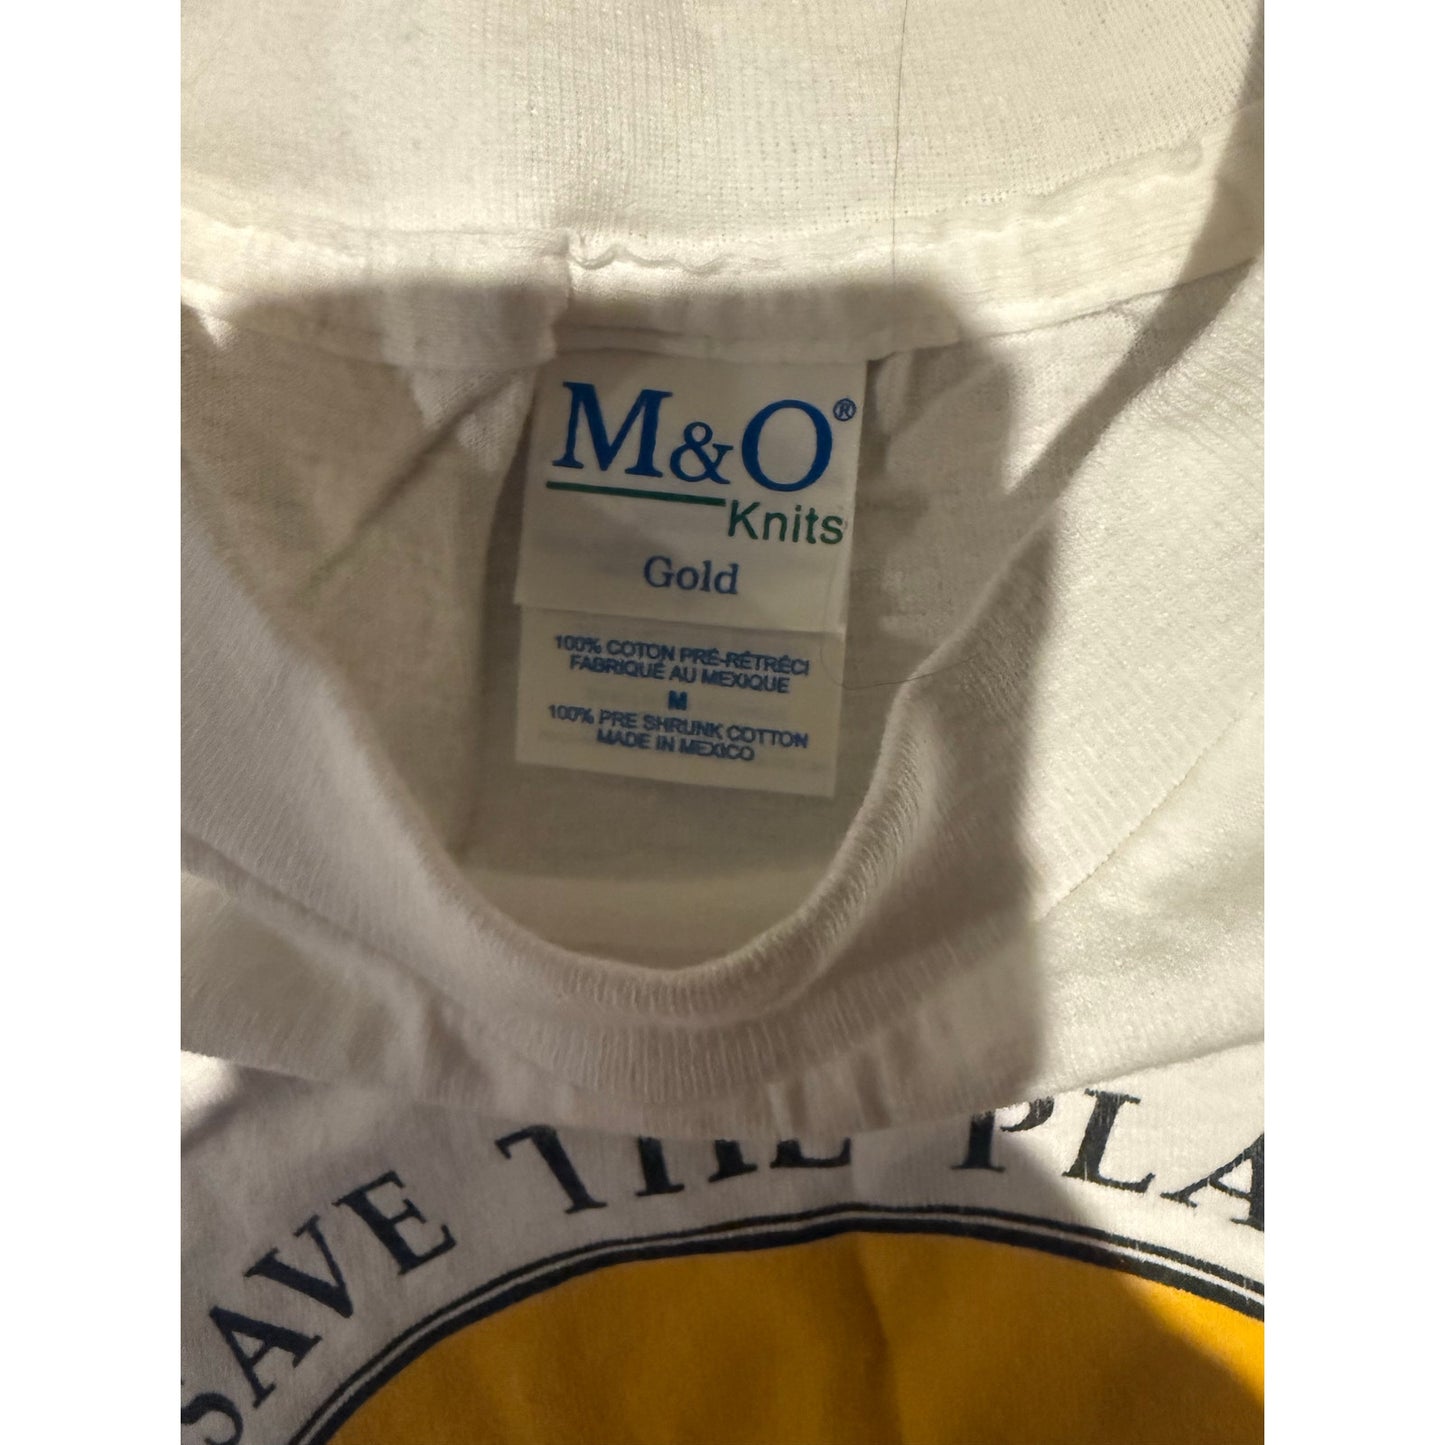 M&O®
Knits
Gold
100% COTON PRÉ-RÉTRÉCI
FABRIQUÉ AU MEXIQUE
M
100% PRE SHRUNK COTTON
MADE IN MEXICO
SAVE THE PLA